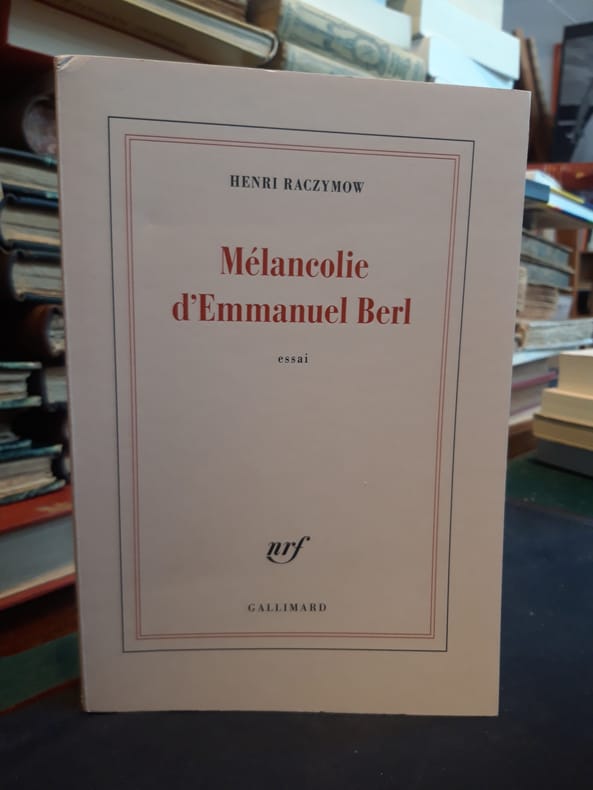 HENRI RACZYMOW
Mélancolie
d'Emmanuel Berl
essai
nrf
GALLIMARD